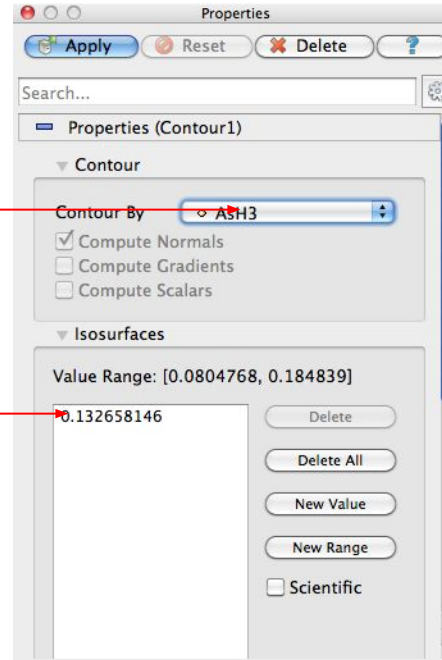 Properties
Apply Reset Delete ?
Search...
Properties (Contour1)
Contour
Contour By AsH3
Compute Normals
Compute Gradients
Compute Scalars
Isosurfaces
Value Range: [0.0804768, 0.184839]
0.132658146 Delete
Delete All
New Value
New Range
Scientific